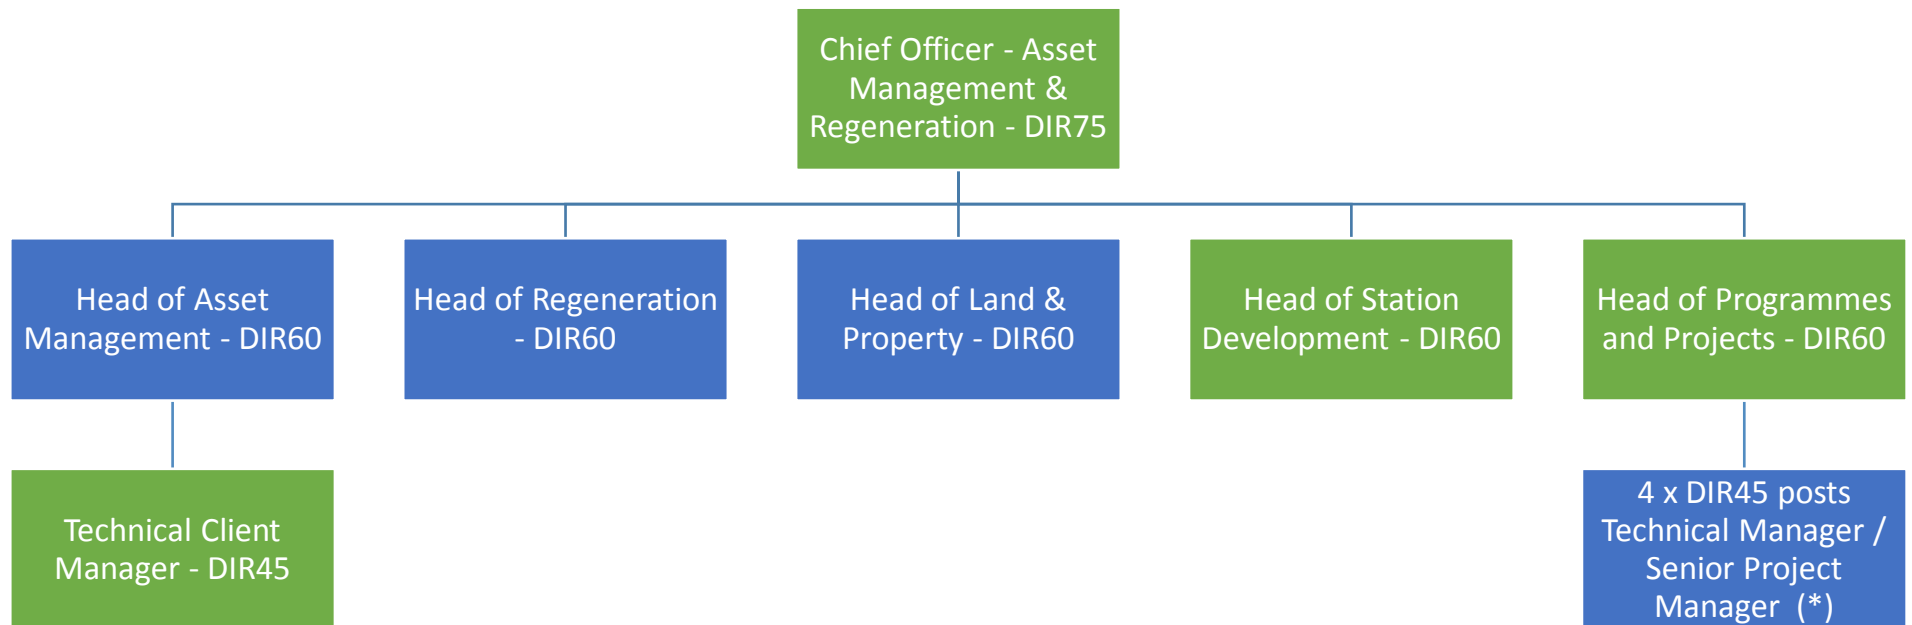 Chief Officer - Asset
Management &
Regeneration - DIR75
Head of Asset
Management - DIR60
Head of Regeneration
- DIR60
Head of Land &
Property - DIR60
Head of Station
Development - DIR60
Head of Programmes
and Projects - DIR60
Technical Client
Manager - DIR45
4 x DIR45 posts
Technical Manager /
Senior Project
Manager (*)